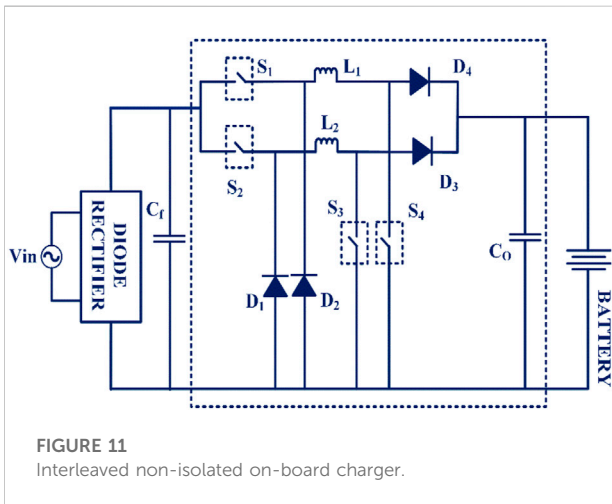 S1
L1
D4
L2
S2
D3
S3
S4
Cf
DIODE
RECTIFIER
Vin
CO
D1
D2
BATTERY
FIGURE 11
Interleaved non-isolated on-board charger.